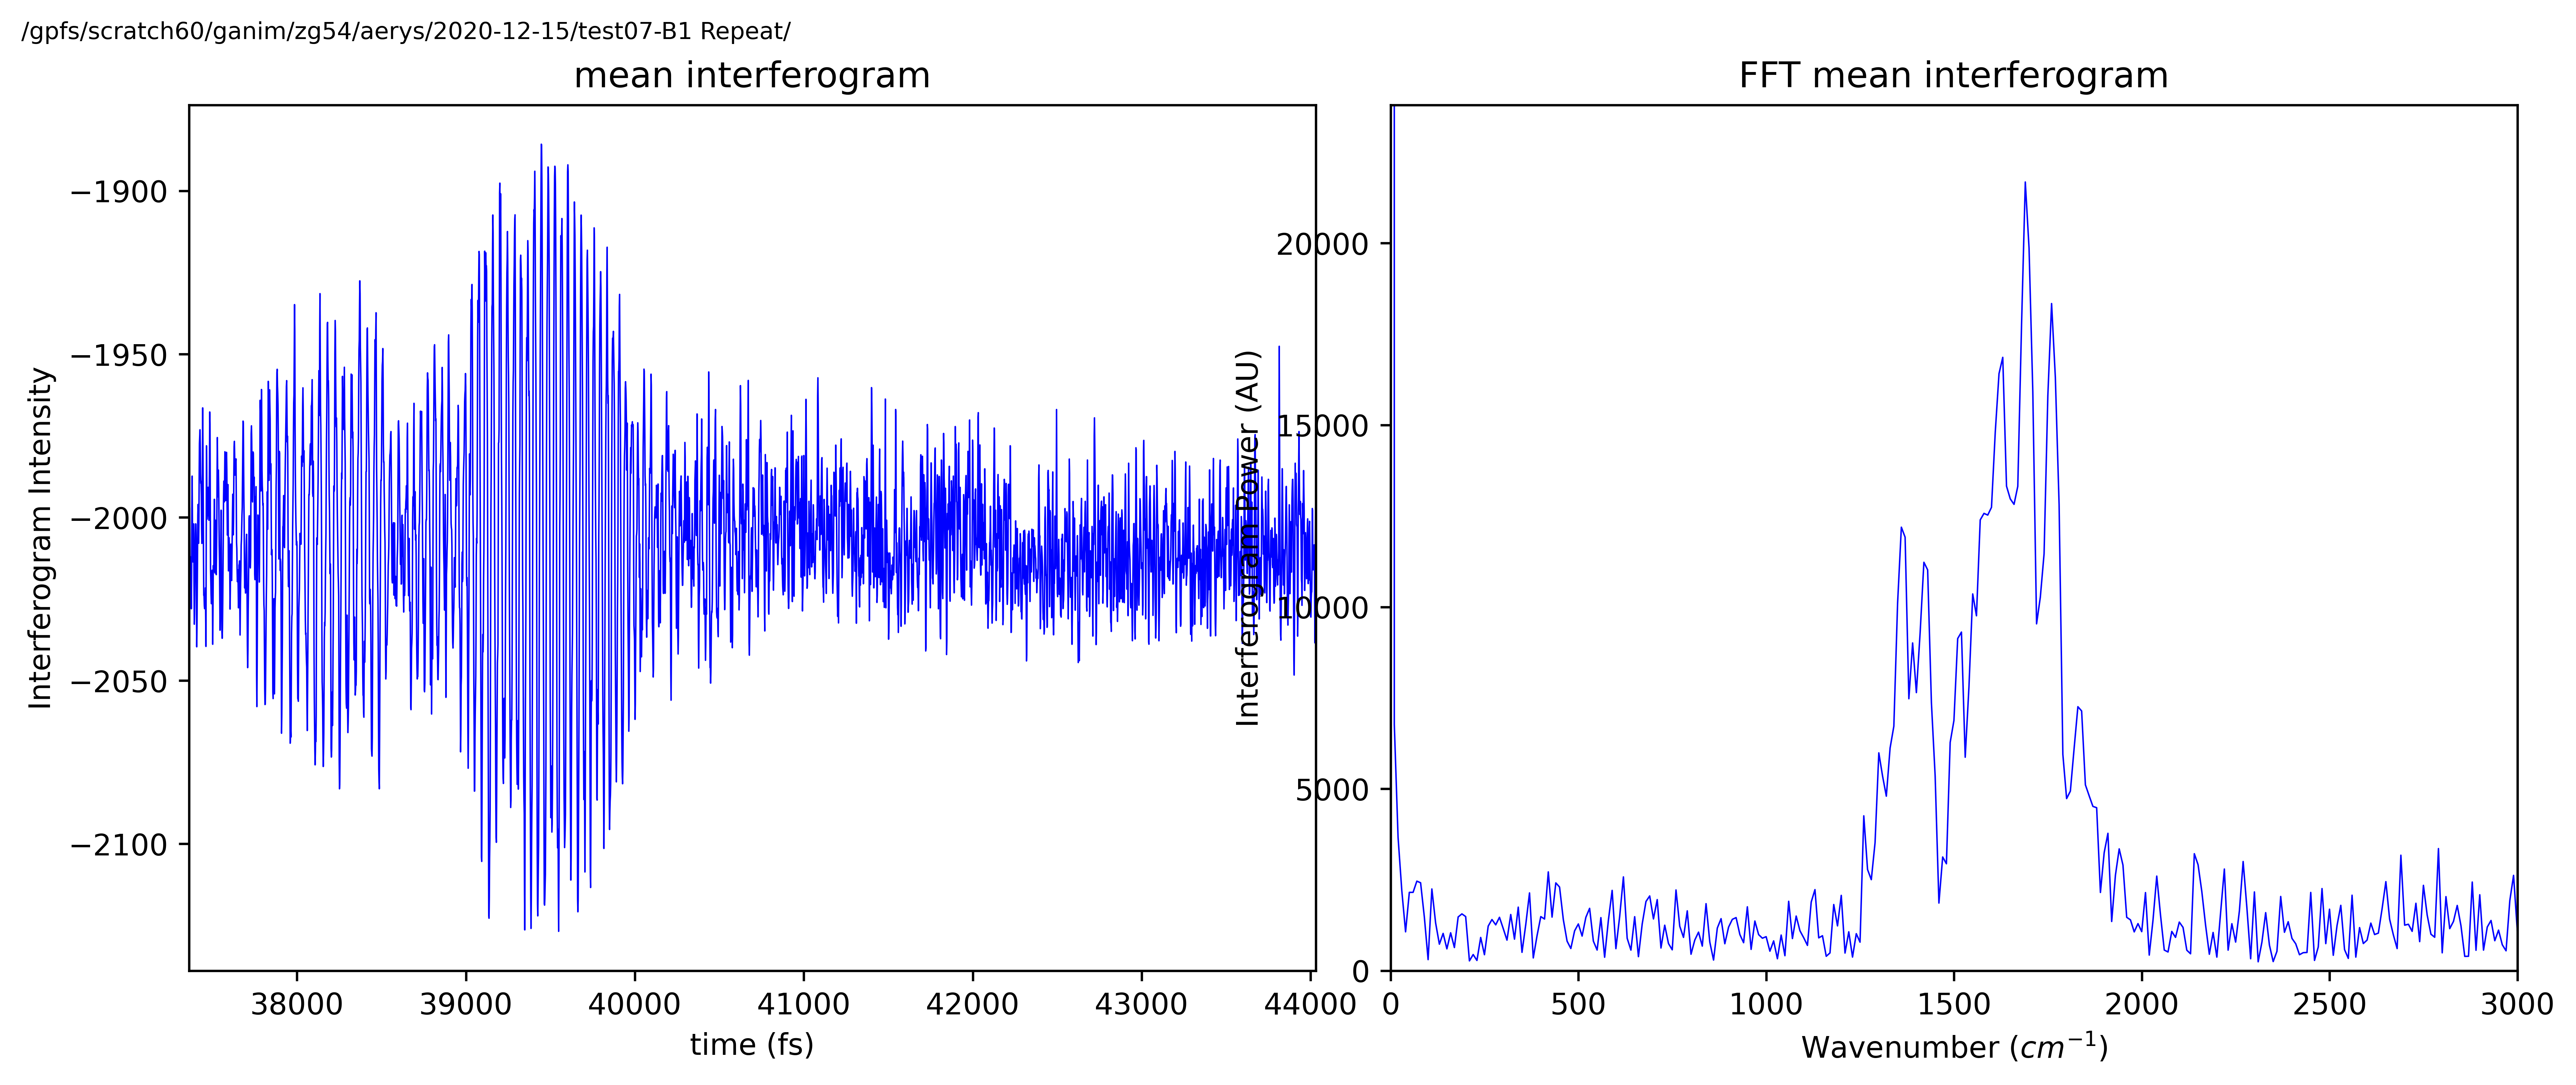 /gpfs/scratch60/ganim/zg54/aerys/2020-12-15/test07-B1 Repeat/
mean interferogram
Interferogram Intensity
−1900
−1950
−2000
−2050
−2100
38000 39000 40000 41000 42000 43000 44000
time (fs)
FFT mean interferogram
Interferogram Power (AU)
20000
15000
10000
5000
0
0 500 1000 1500 2000 2500 3000
Wavenumber (cm⁻¹)